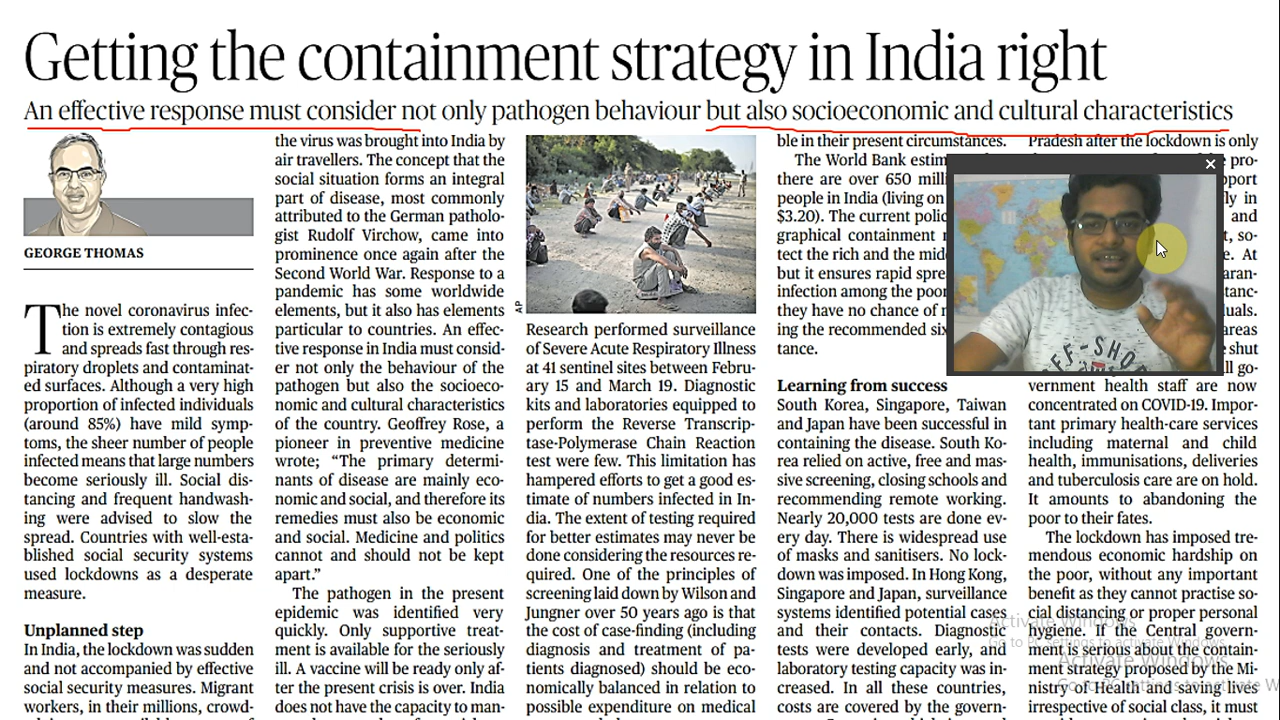 Getting the containment strategy in India right
An effective response must consider not only pathogen behaviour but also socioeconomic and cultural characteristics
GEORGE THOMAS
The novel coronavirus infec-
tion is extremely contagious
and spreads fast through res-
piratory droplets and contaminat-
ed surfaces. Although a very high
proportion of infected individuals
(around 85%) have mild symp-
toms, the sheer number of people
infected means that large numbers
become seriously ill. Social dis-
tancing and frequent handwash-
ing were advised to slow the
spread. Countries with well-esta-
blished social security systems
used lockdowns as a desperate
measure.
Unplanned step
In India, the lockdown was sudden
and not accompanied by effective
social security measures. Migrant
workers, in their millions, crowd-
the virus was brought into India by
air travellers. The concept that the
social situation forms an integral
part of disease, most commonly
attributed to the German patholo-
gist Rudolf Virchow, came into
prominence once again after the
Second World War. Response to a
pandemic has some worldwide
elements, but it also has elements
particular to countries. An effec-
tive response in India must consid-
er not only the behaviour of the
pathogen but also the socioeco-
nomic and cultural characteristics
of the country. Geoffrey Rose, a
pioneer in preventive medicine
wrote; “The primary determi-
nants of disease are mainly eco-
nomic and social, and therefore its
remedies must also be economic
and social. Medicine and politics
cannot and should not be kept
apart.”
The pathogen in the present
epidemic was identified very
quickly. Only supportive treat-
ment is available for the seriously
ill. A vaccine will be ready only af-
ter the present crisis is over. India
does not have the capacity to man-
AP
Research performed surveillance
of Severe Acute Respiratory Illness
at 41 sentinel sites between Febru-
ary 15 and March 19. Diagnostic
kits and laboratories equipped to
perform the Reverse Transcrip-
tase-Polymerase Chain Reaction
test were few. This limitation has
hampered efforts to get a good es-
timate of numbers infected in In-
dia. The extent of testing required
for better estimates may never be
done considering the resources re-
quired. One of the principles of
screening laid down by Wilson and
Jungner over 50 years ago is that
the cost of case-finding (including
diagnosis and treatment of pa-
tients diagnosed) should be eco-
nomically balanced in relation to
possible expenditure on medical
ble in their present circumstances.
The World Bank estim
there are over 650 mill
people in India (living on
$3.20). The current polic
graphical containment
tect the rich and the mid
but it ensures rapid spre
infection among the poor
they have no chance of
ing the recommended six
tance.
Learning from success
South Korea, Singapore, Taiwan
and Japan have been successful in
containing the disease. South Ko-
rea relied on active, free and mas-
sive screening, closing schools and
recommending remote working.
Nearly 20,000 tests are done ev-
ery day. There is widespread use
of masks and sanitisers. No lock-
down was imposed. In Hong Kong,
Singapore and Japan, surveillance
systems identified potential cases
and their contacts. Diagnostic
tests were developed early, and
laboratory testing capacity was in-
creased. In all these countries,
costs are covered by the govern-
Pradesh after the lockdown is only
pro-
port
ly in
and
t, so-
e. At
aran-
tanc-
uals.
areas
shut
ll go-
vernment health staff are now
concentrated on COVID-19. Impor-
tant primary health-care services
including maternal and child
health, immunisations, deliveries
and tuberculosis care are on hold.
It amounts to abandoning the
poor to their fates.
The lockdown has imposed tre-
mendous economic hardship on
the poor, without any important
benefit as they cannot practise so-
cial distancing or proper personal
hygiene. If the Central govern-
ment is serious about the contain-
ment strategy proposed by the Mi-
nistry of Health and saving lives
irrespective of social class, it must
Activate Windows
Go to PC settings to activate Windows
Activate Windows
Go to PC settings to activate W